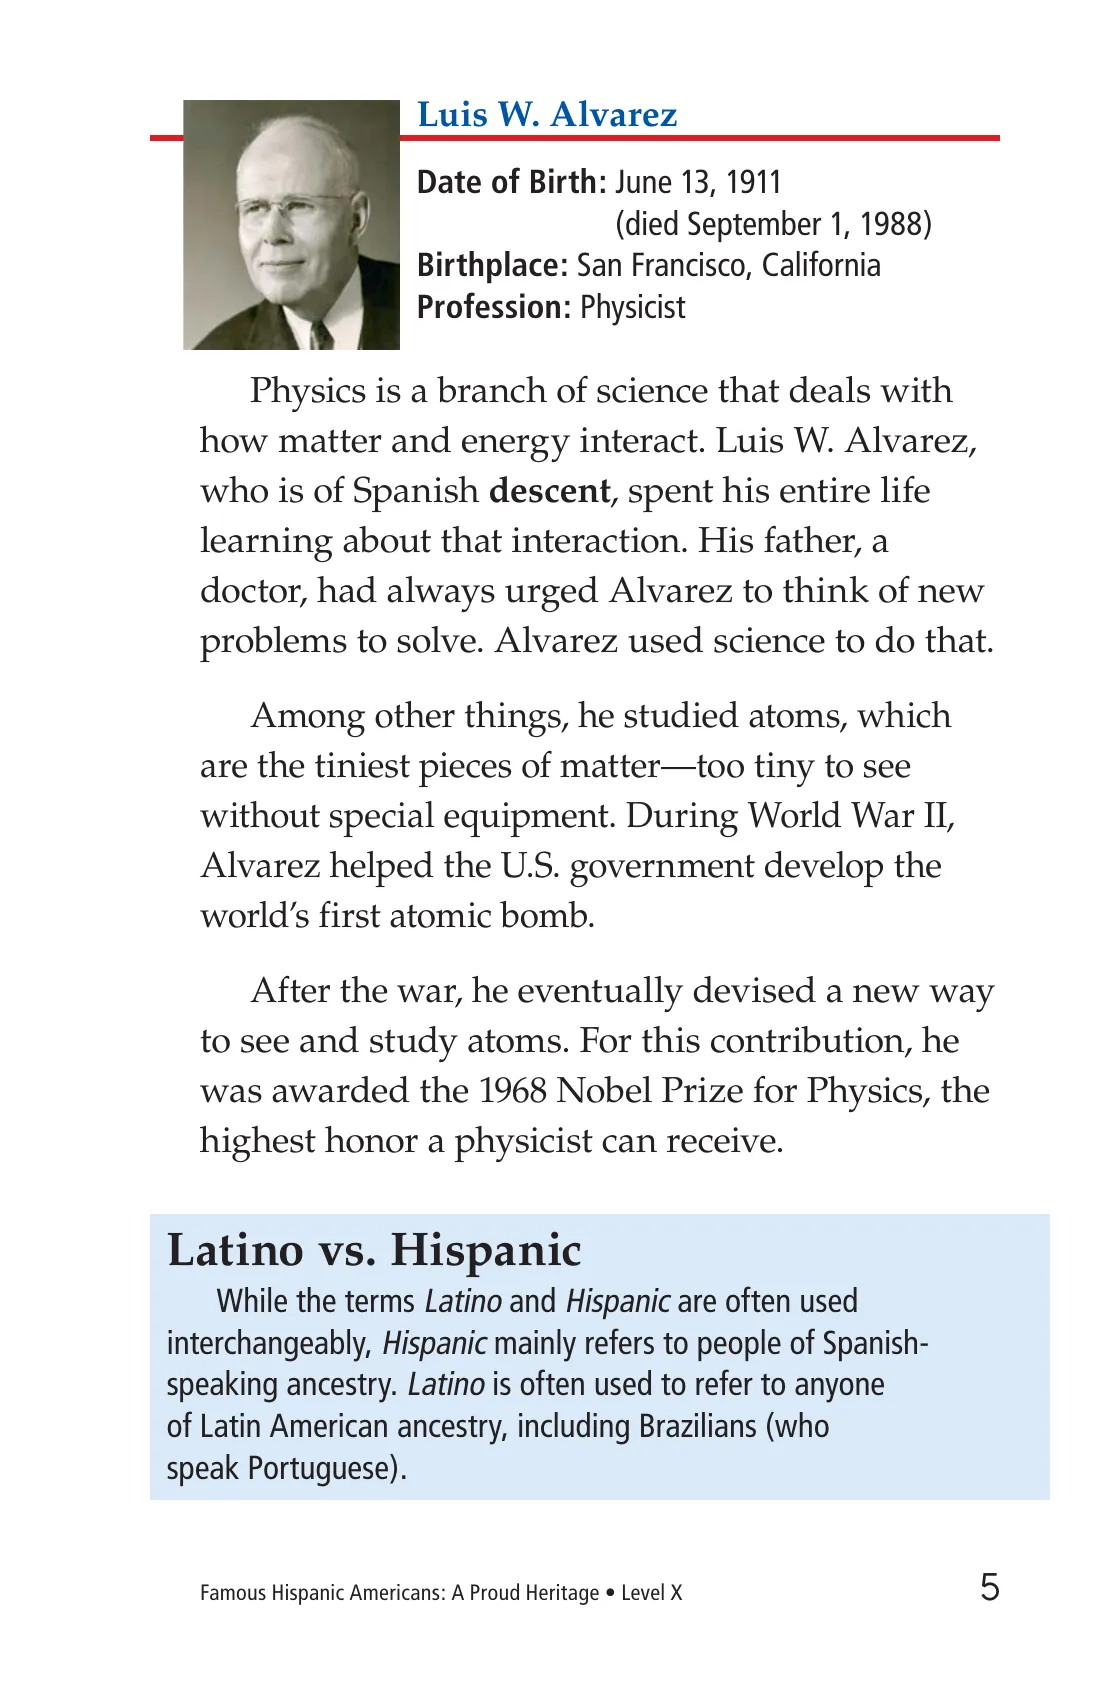 Luis W. Alvarez
Date of Birth: June 13, 1911
(died September 1, 1988)
Birthplace: San Francisco, California
Profession: Physicist
Physics is a branch of science that deals with
how matter and energy interact. Luis W. Alvarez,
who is of Spanish descent, spent his entire life
learning about that interaction. His father, a
doctor, had always urged Alvarez to think of new
problems to solve. Alvarez used science to do that.
Among other things, he studied atoms, which
are the tiniest pieces of matter—too tiny to see
without special equipment. During World War II,
Alvarez helped the U.S. government develop the
world’s first atomic bomb.
After the war, he eventually devised a new way
to see and study atoms. For this contribution, he
was awarded the 1968 Nobel Prize for Physics, the
highest honor a physicist can receive.
Latino vs. Hispanic
While the terms Latino and Hispanic are often used
interchangeably, Hispanic mainly refers to people of Spanish-
speaking ancestry. Latino is often used to refer to anyone
of Latin American ancestry, including Brazilians (who
speak Portuguese).
Famous Hispanic Americans: A Proud Heritage • Level X 5